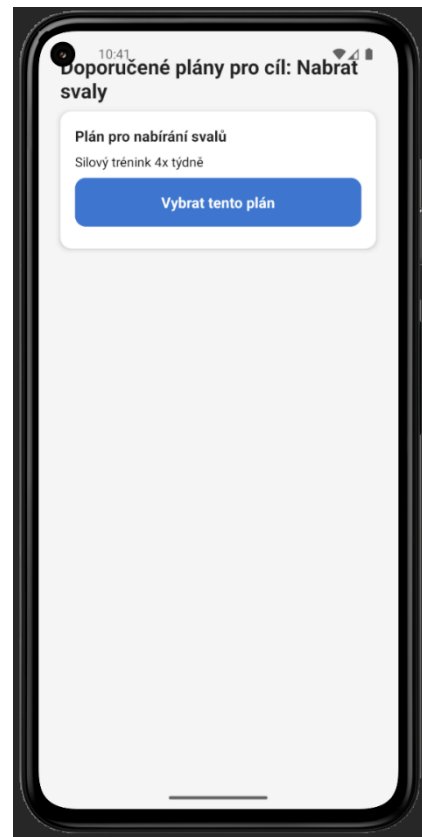 10:41
Doporučené plány pro cíl: Nabrat
svaly
Plán pro nabírání svalů
Silový trénink 4x týdně
Vybrat tento plán